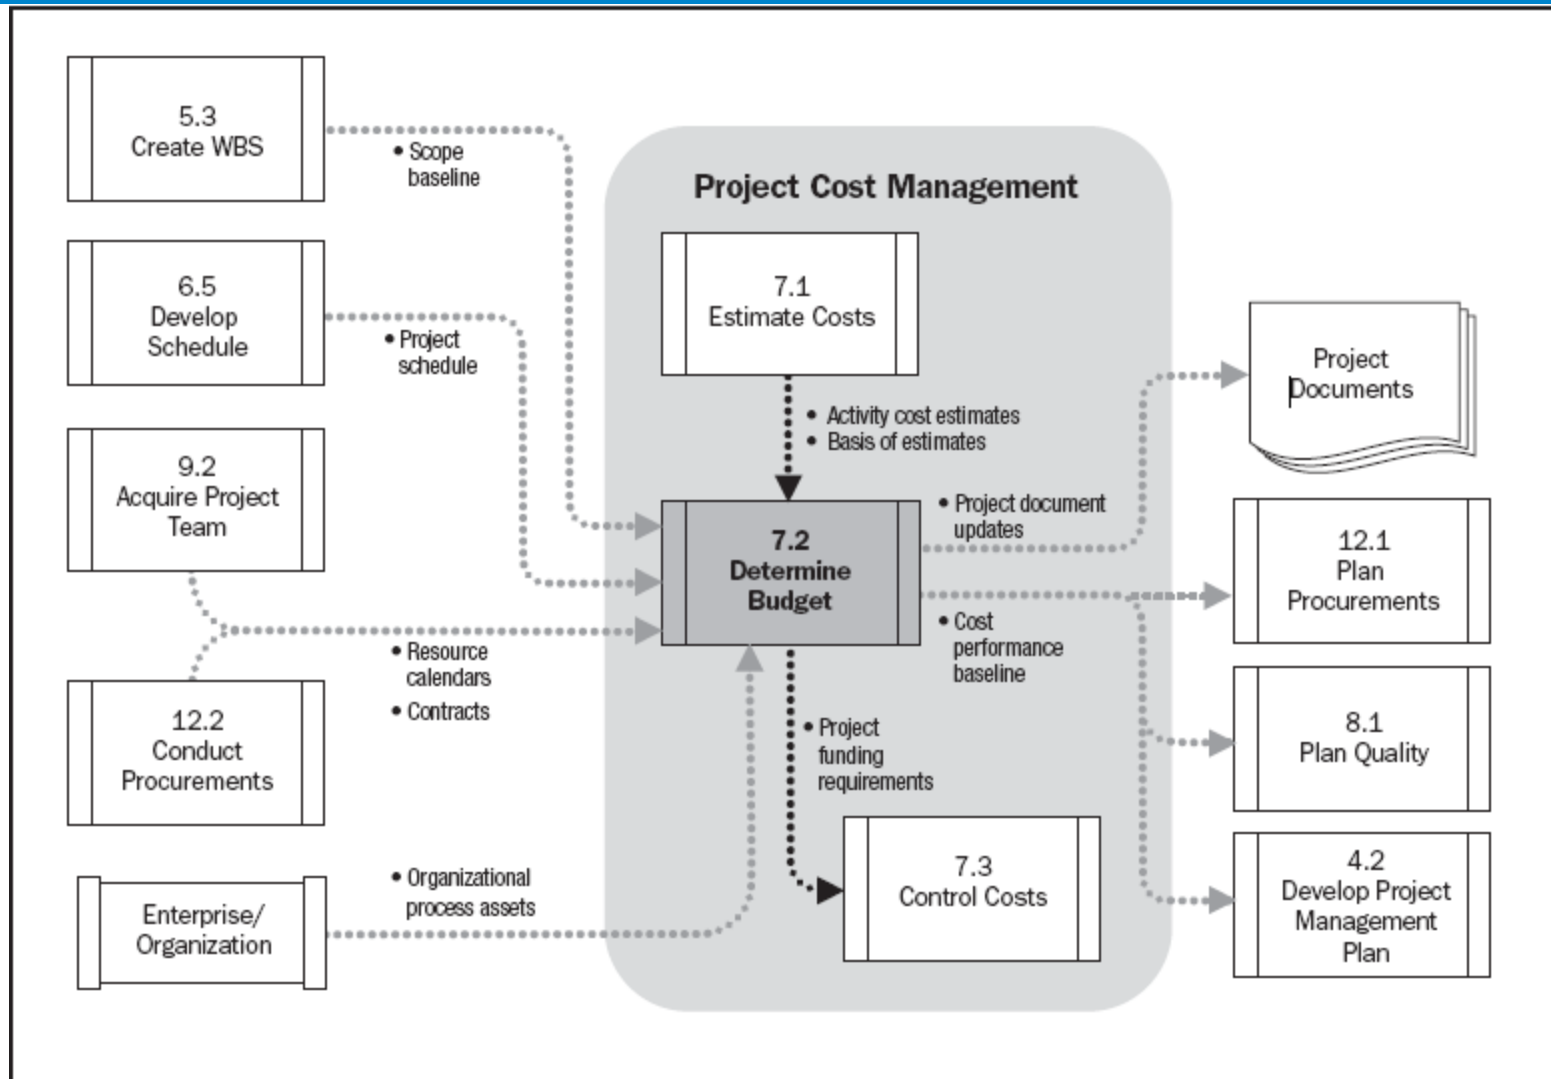 5.3
Create WBS
• Scope
baseline
Project Cost Management
6.5
Develop
Schedule
• Project
schedule
7.1
Estimate Costs
• Activity cost estimates
• Basis of estimates
Project
Documents
9.2
Acquire Project
Team
7.2
Determine
Budget
• Project document
updates
12.1
Plan
Procurements
• Cost
performance
baseline
• Resource
calendars
• Contracts
12.2
Conduct
Procurements
• Project
funding
requirements
8.1
Plan Quality
Enterprise/
Organization
• Organizational
process assets
7.3
Control Costs
4.2
Develop Project
Management
Plan